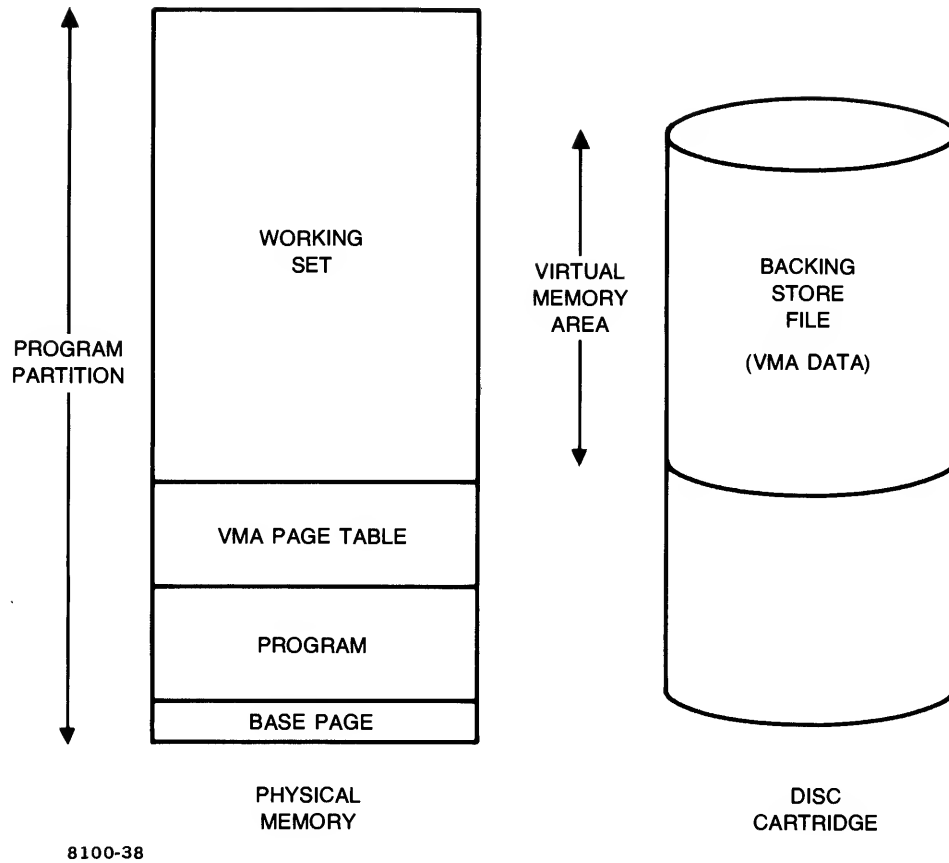 PROGRAM
PARTITION
WORKING
SET
VMA PAGE TABLE
PROGRAM
BASE PAGE
PHYSICAL
MEMORY
VIRTUAL
MEMORY
AREA
BACKING
STORE
FILE
(VMA DATA)
DISC
CARTRIDGE
8100-38